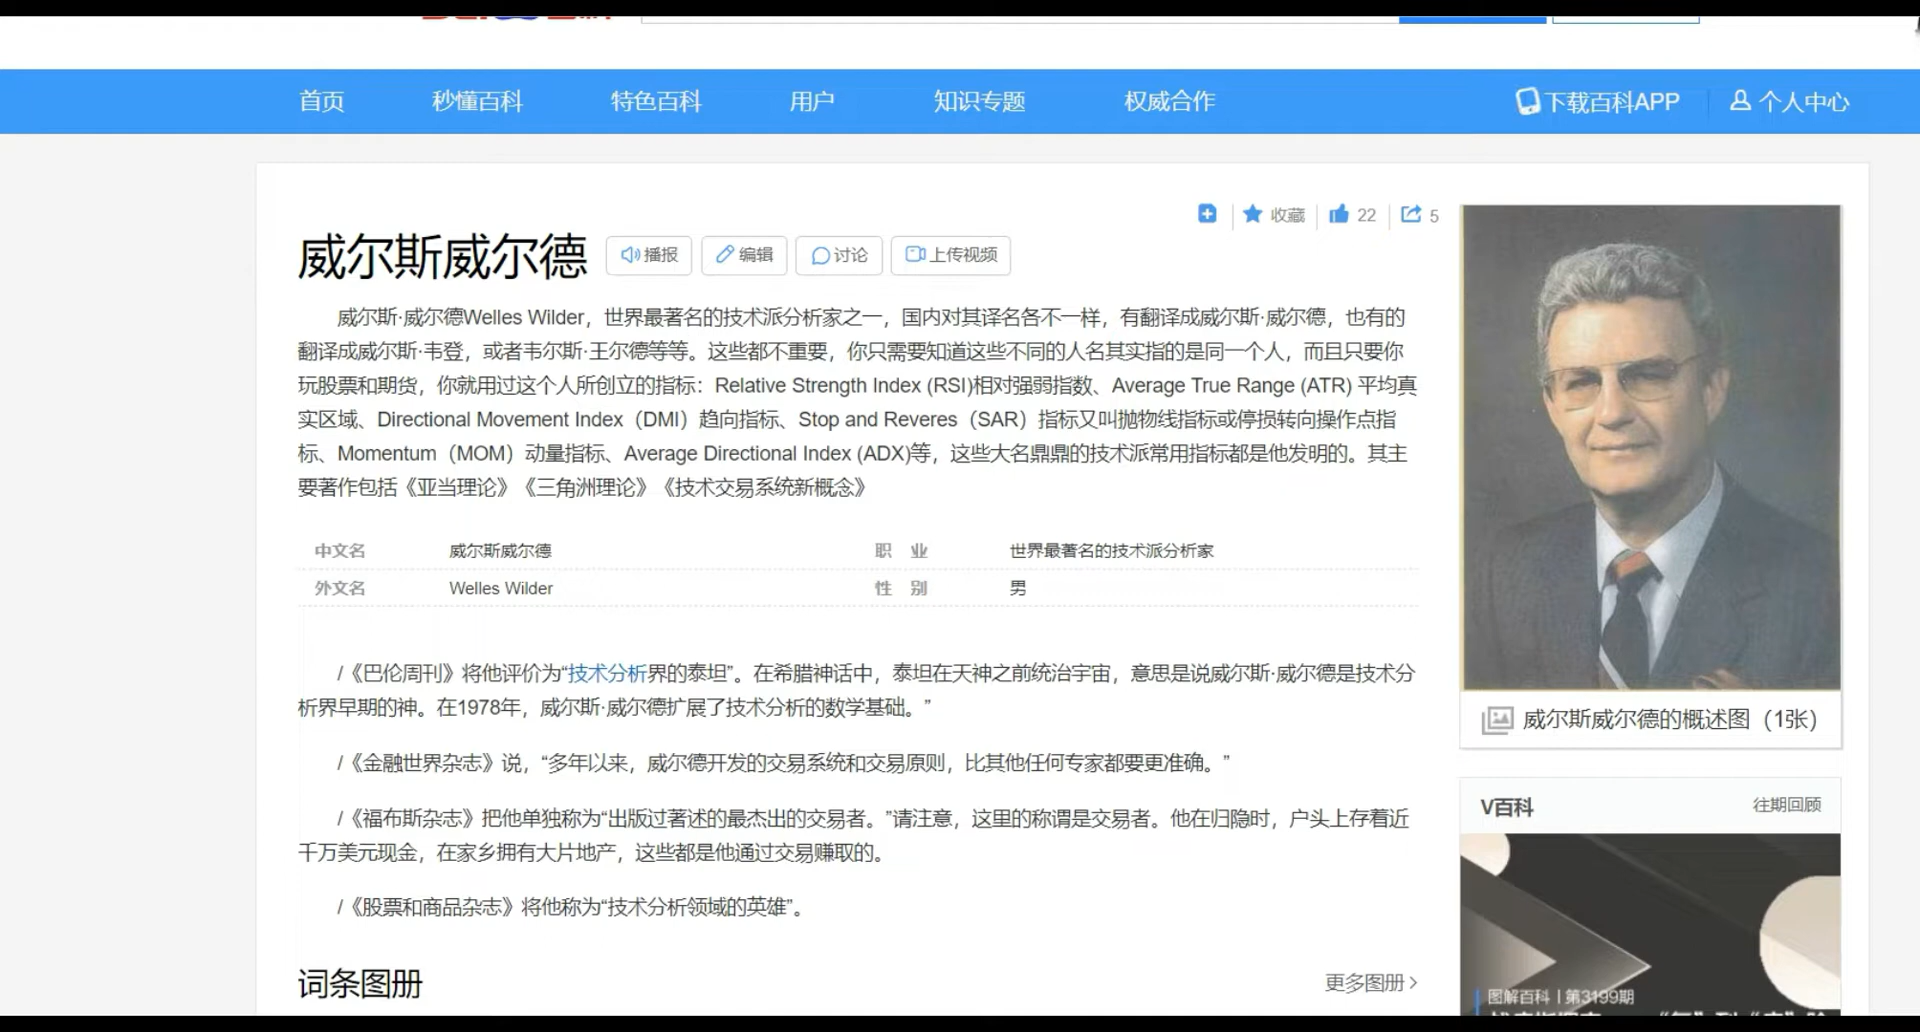 首页 秒懂百科 特色百科 用户 知识专题 权威合作 下载百科APP 个人中心
收藏 22 5
威尔斯威尔德 播报 编辑 讨论 上传视频
威尔斯·威尔德Welles Wilder，世界最著名的技术派分析家之一，国内对其译名各不一样，有翻译成威尔斯·威尔德，也有的
翻译成威尔斯·韦登，或者韦尔斯·王尔德等等。这些都不重要，你只需要知道这些不同的人名其实指的是同一个人，而且只要你
玩股票和期货，你就用过这个人所创立的指标：Relative Strength Index (RSI)相对强弱指数、Average True Range (ATR) 平均真
实区域、Directional Movement Index（DMI）趋向指标、Stop and Reveres（SAR）指标又叫抛物线指标或停损转向操作点指
标、Momentum（MOM）动量指标、Average Directional Index (ADX)等，这些大名鼎鼎的技术派常用指标都是他发明的。其主
要著作包括《亚当理论》《三角洲理论》《技术交易系统新概念》
中文名 威尔斯威尔德 职 业 世界最著名的技术派分析家
外文名 Welles Wilder 性 别 男
/《巴伦周刊》将他评价为“技术分析界的泰坦”。在希腊神话中，泰坦在天神之前统治宇宙，意思是说威尔斯·威尔德是技术分
析界早期的神。在1978年，威尔斯·威尔德扩展了技术分析的数学基础。”
/《金融世界杂志》说，“多年以来，威尔德开发的交易系统和交易原则，比其他任何专家都要更准确。”
/《福布斯杂志》把他单独称为“出版过著述的最杰出的交易者。”请注意，这里的称谓是交易者。他在归隐时，户头上存着近
千万美元现金，在家乡拥有大片地产，这些都是他通过交易赚取的。
/《股票和商品杂志》将他称为“技术分析领域的英雄”。
词条图册 更多图册
威尔斯威尔德的概述图（1张）
V百科 往期回顾
图解百科 | 第3199期